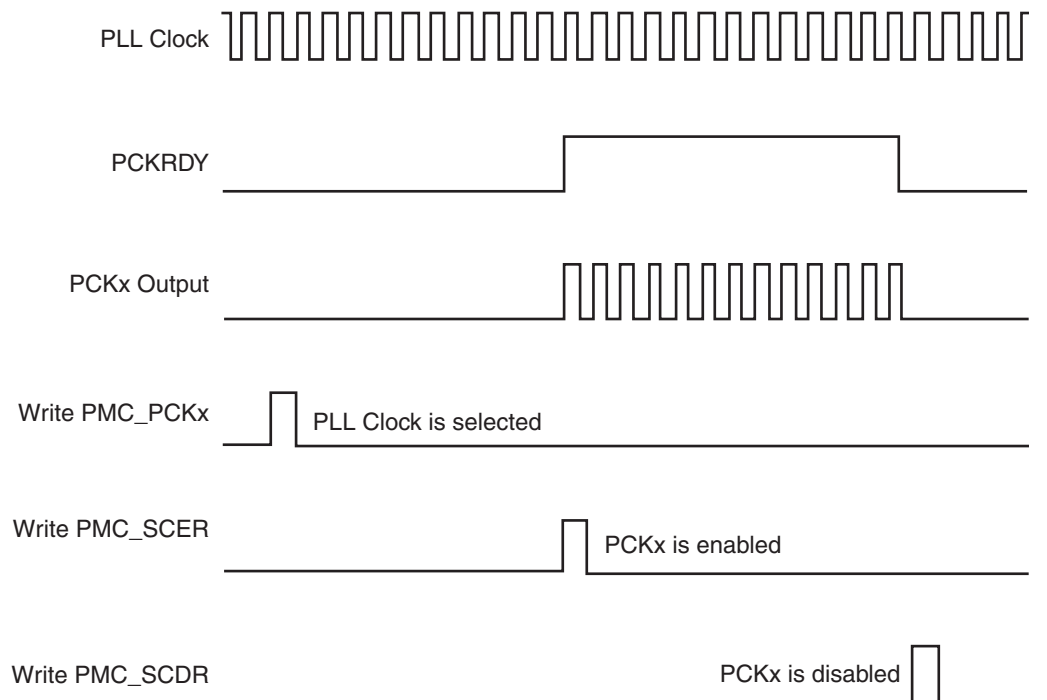 PLL Clock
PCKRDY
PCKx Output
Write PMC_PCKx
PLL Clock is selected
Write PMC_SCER
PCKx is enabled
Write PMC_SCDR
PCKx is disabled